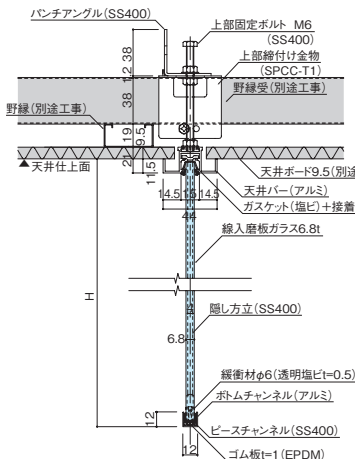 パンチアングル(SS400)
上部固定ボルト M6
(SS400)
上部締付け金物
(SPCC-T1)
野縁受(別途工事)
野縁(別途工事)
38
12
38
19
9.5
21
11.5
▲天井仕上面
天井ボード9.5(別途
天井バー(アルミ)
ガスケット(塩ビ)+接着
14.5
15
14.5
44
線入磨板ガラス6.8t
H
隠し方立(SS400)
6.8
緩衝材φ6(透明塩ビt=0.5)
ボトムチャンネル(アルミ)
12
ピースチャンネル(SS400)
12
ゴム板t=1(EPDM)